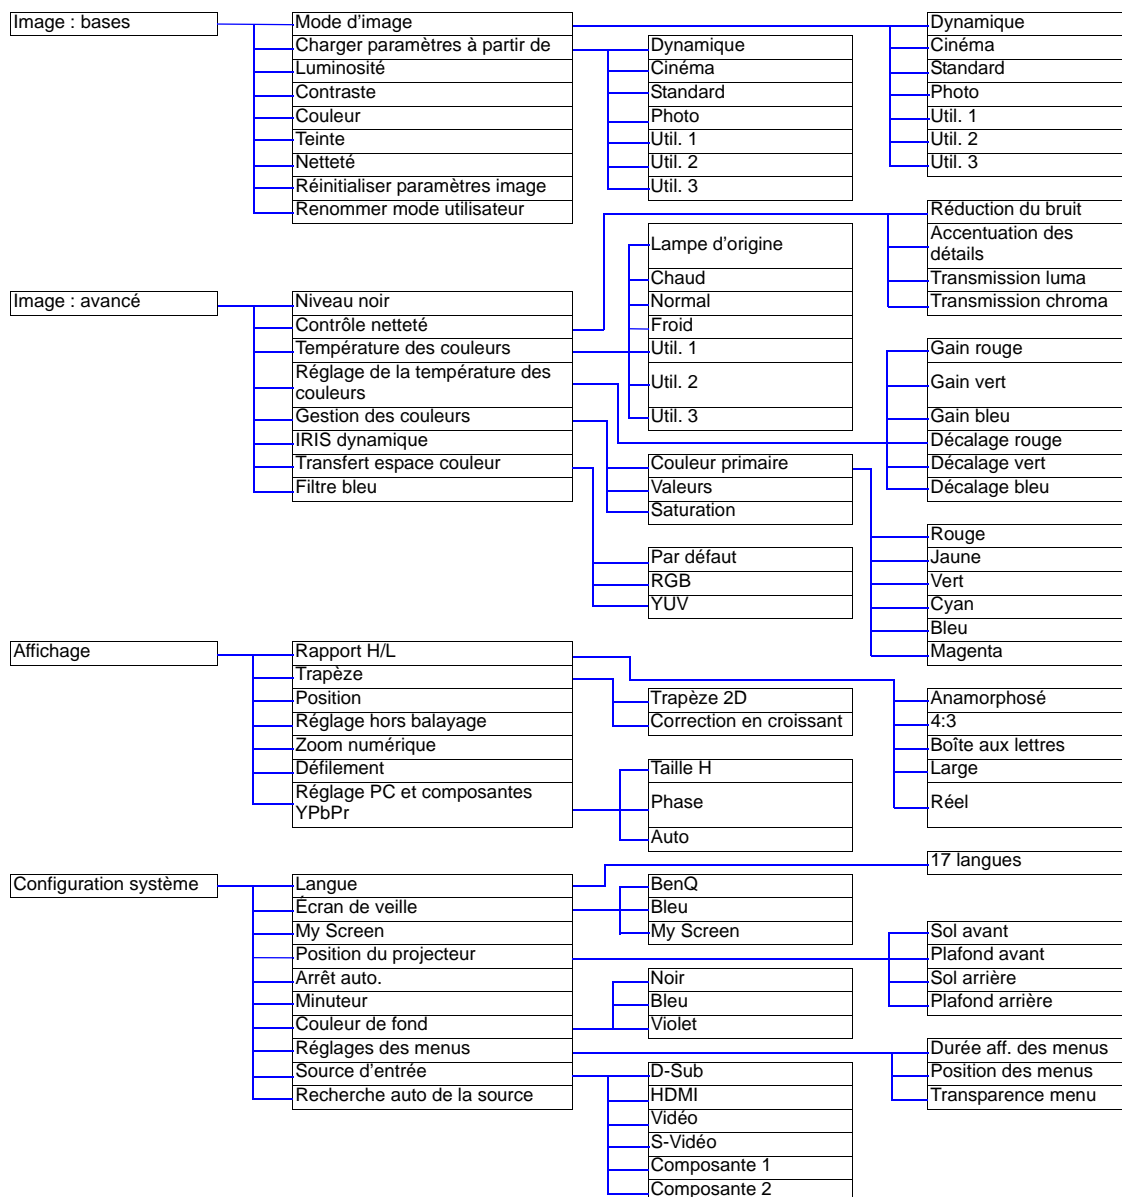 Image : bases
Mode d'image
Charger paramètres à partir de
Luminosité
Contraste
Couleur
Teinte
Netteté
Réinitialiser paramètres image
Renommer mode utilisateur
Dynamique
Cinéma
Standard
Photo
Util. 1
Util. 2
Util. 3
Dynamique
Cinéma
Standard
Photo
Util. 1
Util. 2
Util. 3
Image : avancé
Niveau noir
Contrôle netteté
Température des couleurs
Réglage de la température des
couleurs
Gestion des couleurs
IRIS dynamique
Transfert espace couleur
Filtre bleu
Lampe d'origine
Chaud
Normal
Froid
Util. 1
Util. 2
Util. 3
Couleur primaire
Valeurs
Saturation
Par défaut
RGB
YUV
Réduction du bruit
Accentuation des
détails
Transmission luma
Transmission chroma
Gain rouge
Gain vert
Gain bleu
Décalage rouge
Décalage vert
Décalage bleu
Rouge
Jaune
Vert
Cyan
Bleu
Magenta
Affichage
Rapport H/L
Trapèze
Position
Réglage hors balayage
Zoom numérique
Défilement
Réglage PC et composantes
YPbPr
Trapèze 2D
Correction en croissant
Taille H
Phase
Auto
Anamorphosé
4:3
Boîte aux lettres
Large
Réel
Configuration système
Langue
Écran de veille
My Screen
Position du projecteur
Arrêt auto.
Minuteur
Couleur de fond
Réglages des menus
Source d'entrée
Recherche auto de la source
BenQ
Bleu
My Screen
Noir
Bleu
Violet
D-Sub
HDMI
Vidéo
S-Vidéo
Composante 1
Composante 2
17 langues
Sol avant
Plafond avant
Sol arrière
Plafond arrière
Durée aff. des menus
Position des menus
Transparence menu